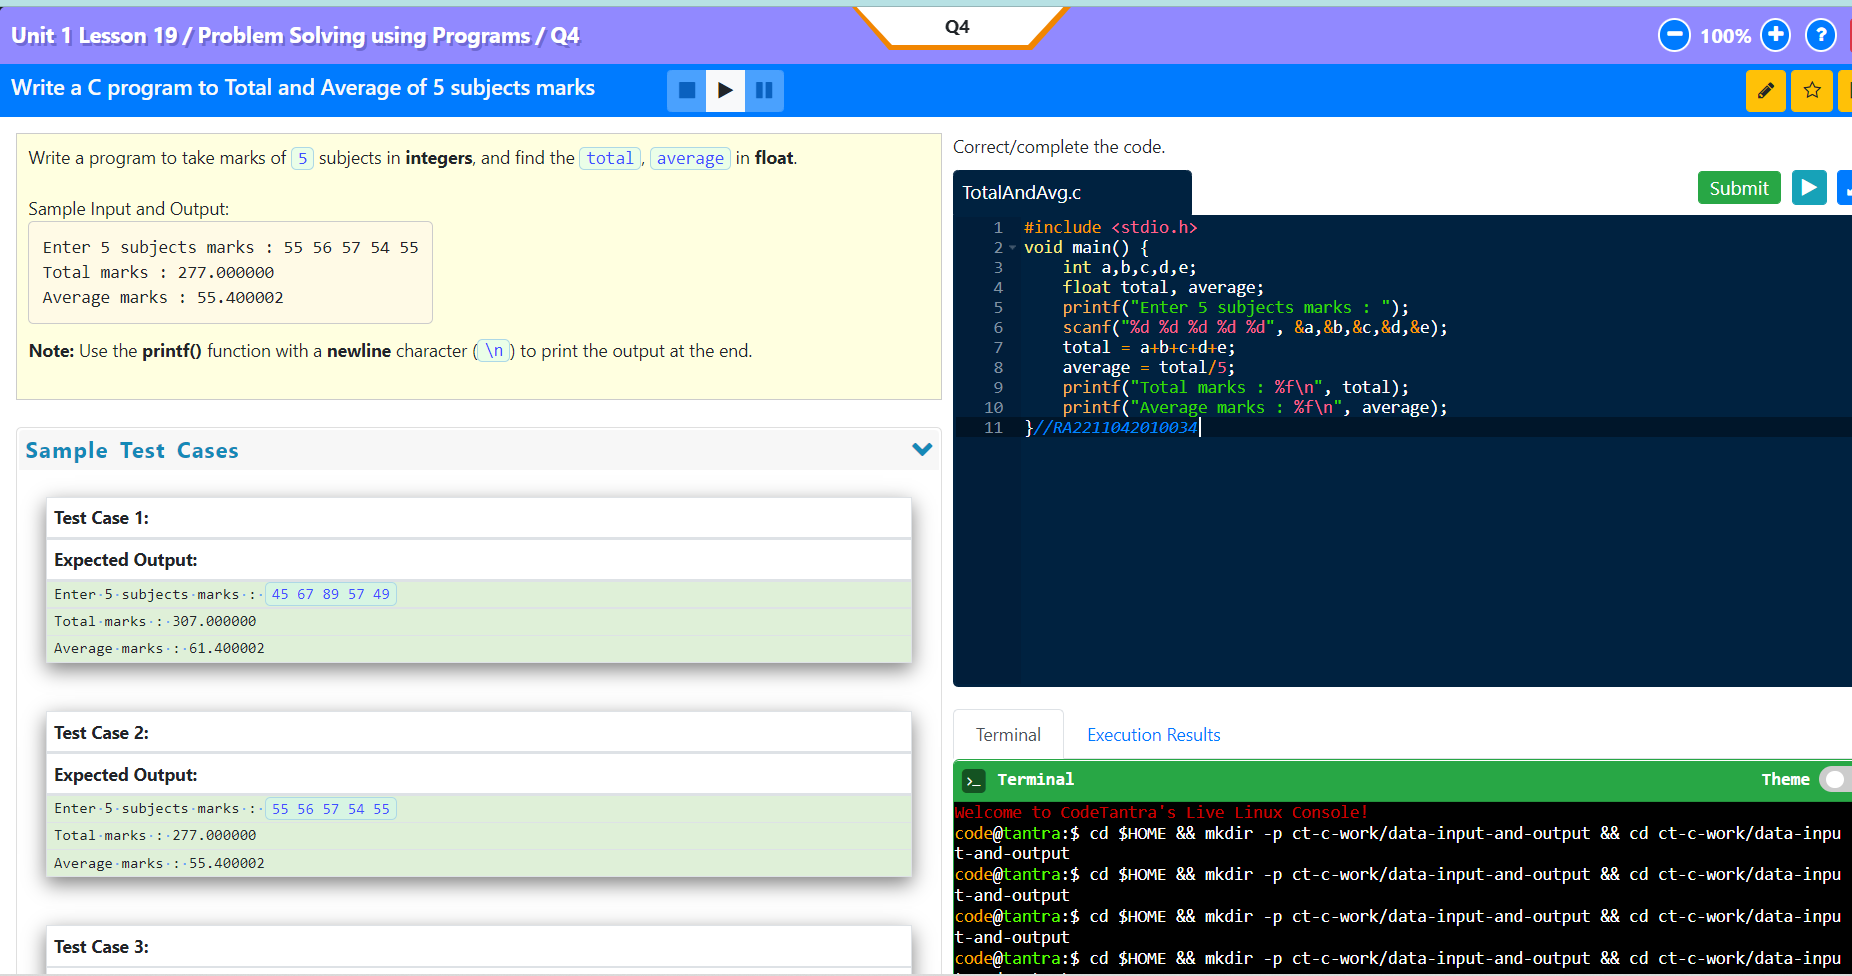 Q4
Unit 1 Lesson 19 / Problem Solving using Programs / Q4
100%
?
Write a C program to Total and Average of 5 subjects marks
Write a program to take marks of 5 subjects in integers, and find the total, average in float.
Sample Input and Output:
Enter 5 subjects marks : 55 56 57 54 55
Total marks : 277.000000
Average marks : 55.400002
Note: Use the printf() function with a newline character (\n) to print the output at the end.
Sample Test Cases
Test Case 1:
Expected Output:
Enter·5·subjects·marks·:·45 67 89 57 49
Total·marks·:·307.000000
Average·marks·:·61.400002
Test Case 2:
Expected Output:
Enter·5·subjects·marks·:·55 56 57 54 55
Total·marks·:·277.000000
Average·marks·:·55.400002
Test Case 3:
Correct/complete the code.
TotalAndAvg.c
Submit
1 #include <stdio.h>
2 void main() {
3 int a,b,c,d,e;
4 float total, average;
5 printf("Enter 5 subjects marks : ");
6 scanf("%d %d %d %d %d", &a,&b,&c,&d,&e);
7 total = a+b+c+d+e;
8 average = total/5;
9 printf("Total marks : %f\n", total);
10 printf("Average marks : %f\n", average);
11 }//RA2211042010034
Terminal
Execution Results
>_ Terminal
Theme
Welcome to CodeTantra's Live Linux Console!
code@tantra:$ cd $HOME && mkdir -p ct-c-work/data-input-and-output && cd ct-c-work/data-inpu
t-and-output
code@tantra:$ cd $HOME && mkdir -p ct-c-work/data-input-and-output && cd ct-c-work/data-inpu
t-and-output
code@tantra:$ cd $HOME && mkdir -p ct-c-work/data-input-and-output && cd ct-c-work/data-inpu
t-and-output
code@tantra:$ cd $HOME && mkdir -p ct-c-work/data-input-and-output && cd ct-c-work/data-inpu